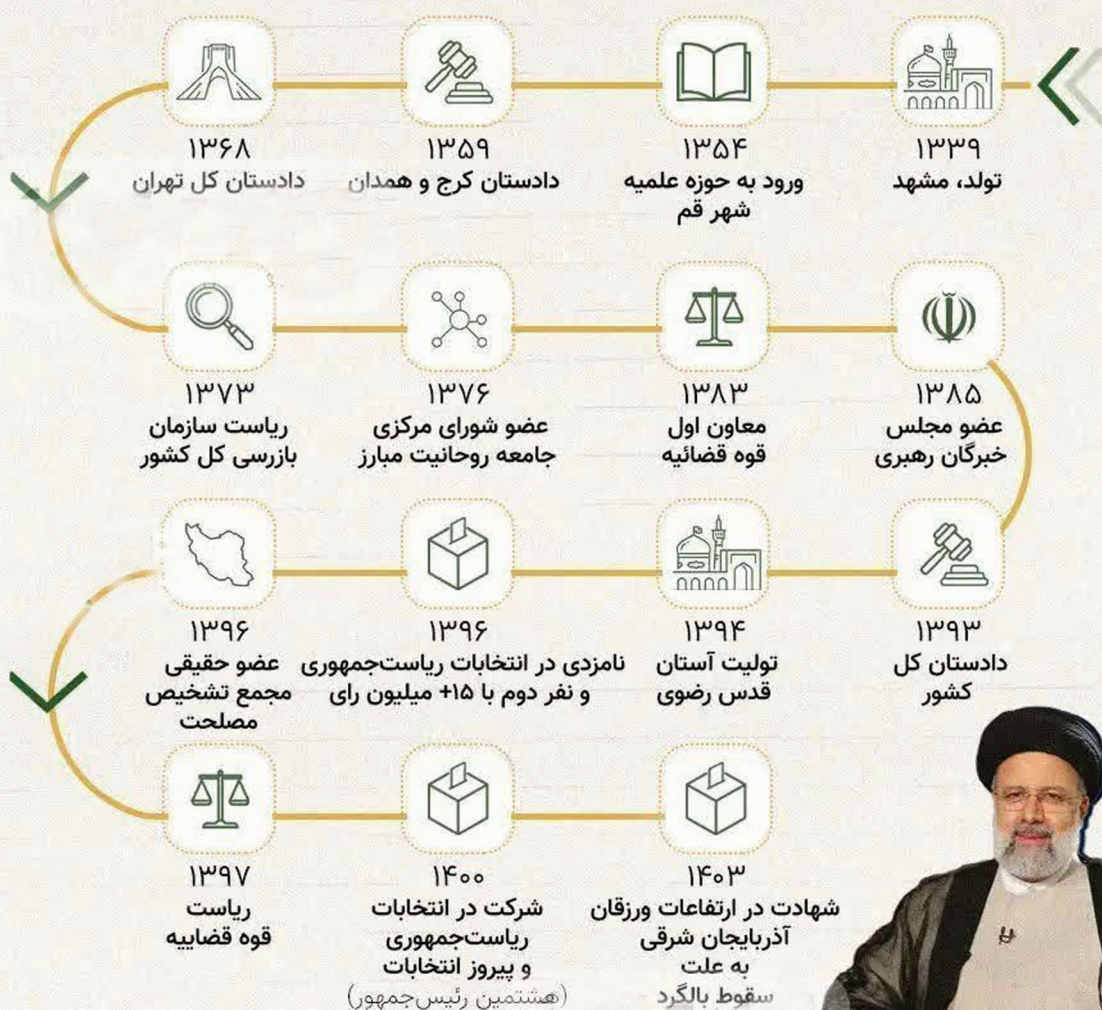 ۱۳۳۹
تولد، مشهد
۱۳۵۴
ورود به حوزه علمیه
شهر قم
۱۳۵۹
دادستان کرج و همدان
۱۳۶۸
دادستان کل تهران
۱۳۷۳
ریاست سازمان
بازرسی کل کشور
۱۳۷۶
عضو شورای مرکزی
جامعه روحانیت مبارز
۱۳۸۳
معاون اول
قوه قضائیه
۱۳۸۵
عضو مجلس
خبرگان رهبری
۱۳۹۳
دادستان کل
کشور
۱۳۹۴
تولیت آستان
قدس رضوی
۱۳۹۶
نامزدی در انتخابات ریاست‌جمهوری
و نفر دوم با ۱۵+ میلیون رای
۱۳۹۶
عضو حقیقی
مجمع تشخیص
مصلحت
۱۳۹۷
ریاست
قوه قضاییه
۱۴۰۰
شرکت در انتخابات
ریاست‌جمهوری
و پیروز انتخابات
(هشتمین رئیس‌جمهور)
۱۴۰۳
شهادت در ارتفاعات ورزقان
آذربایجان شرقی
به علت
سقوط بالگرد